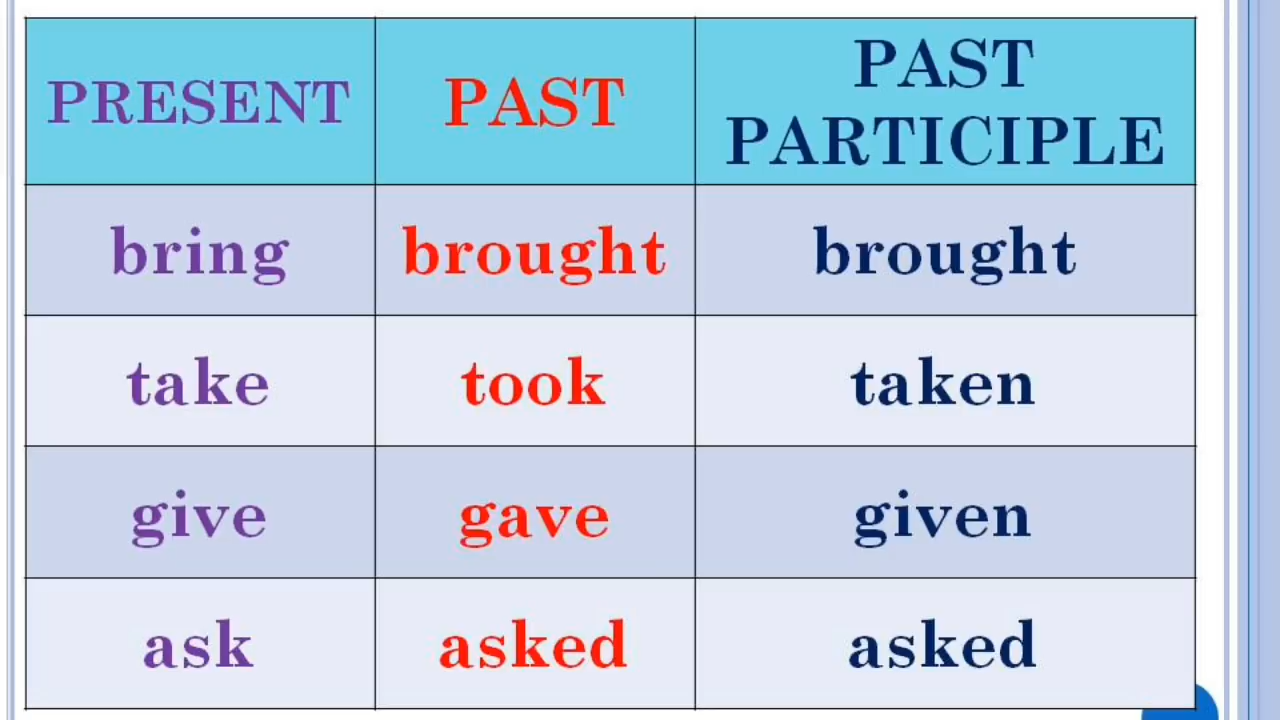 PRESENT PAST PAST PARTICIPLE
bring brought brought
take took taken
give gave given
ask asked asked